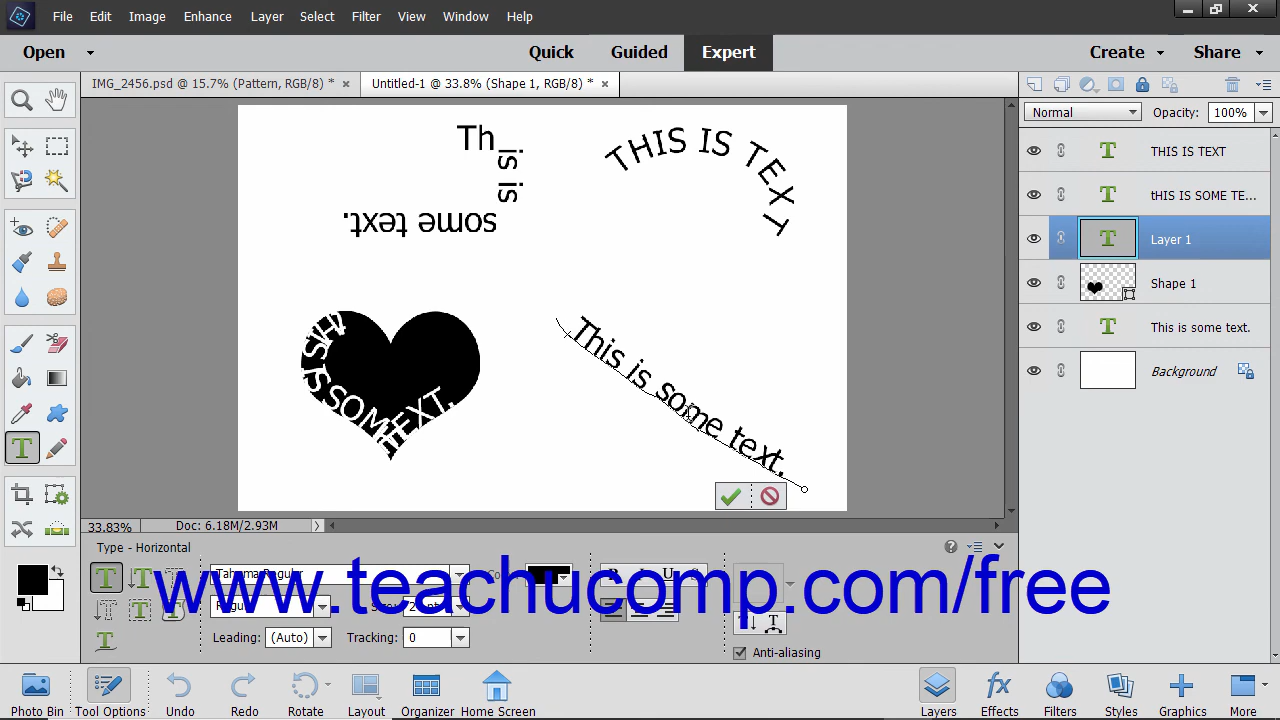 File Edit Image Enhance Layer Select Filter View Window Help
Open Quick Guided Expert Create Share
IMG_2456.psd @ 15.7% (Pattern, RGB/8) * × Untitled-1 @ 33.8% (Shape 1, RGB/8) * ×
Normal Opacity: 100%
Th
is is
some text.
THIS IS TEXT
THIS IS SOME TEXT.
This is some text.
THIS IS TEXT
tHIS IS SOME TE...
Layer 1
Shape 1
This is some text.
Background
33.83% Doc: 6.18M/2.93M
Type - Horizontal
www.teachucomp.com/free
Leading: (Auto) Tracking: 0
Anti-aliasing
Photo Bin Tool Options Undo Redo Rotate Layout Organizer Home Screen Layers Effects Filters Styles Graphics More